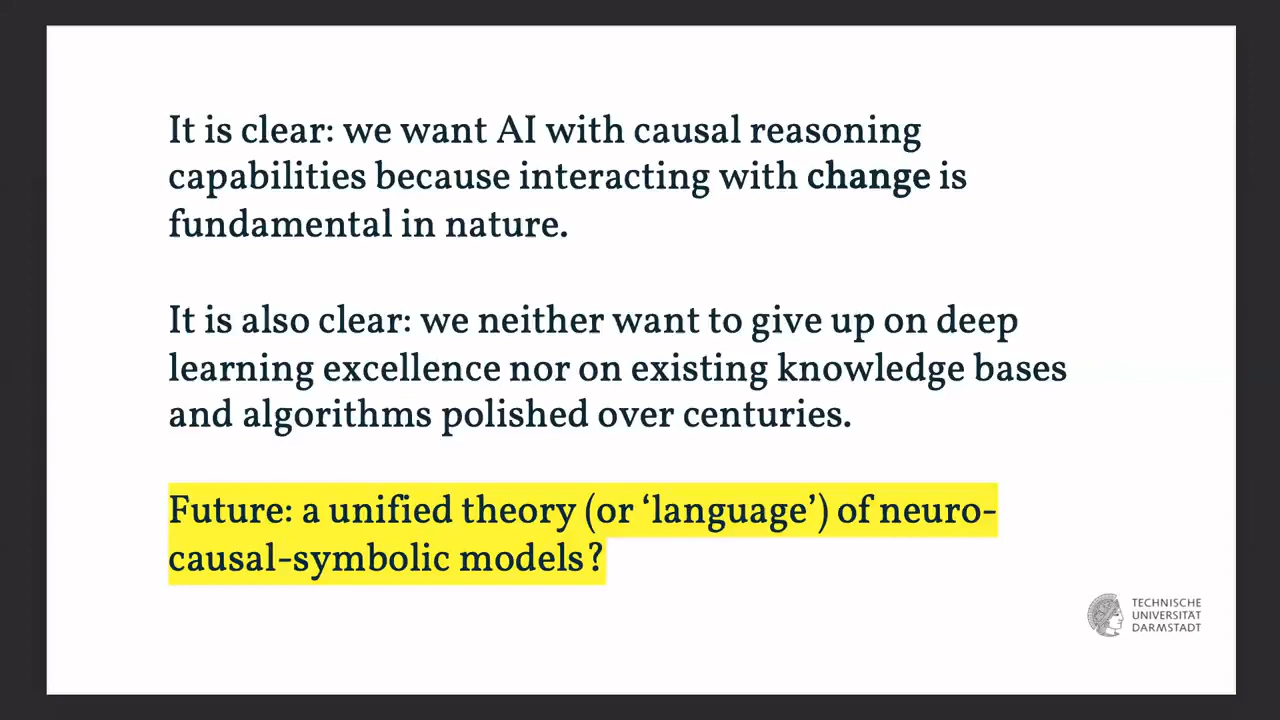 It is clear: we want AI with causal reasoning
capabilities because interacting with change is
fundamental in nature.
It is also clear: we neither want to give up on deep
learning excellence nor on existing knowledge bases
and algorithms polished over centuries.
Future: a unified theory (or ‘language’) of neuro-
causal-symbolic models?
TECHNISCHE
UNIVERSITÄT
DARMSTADT